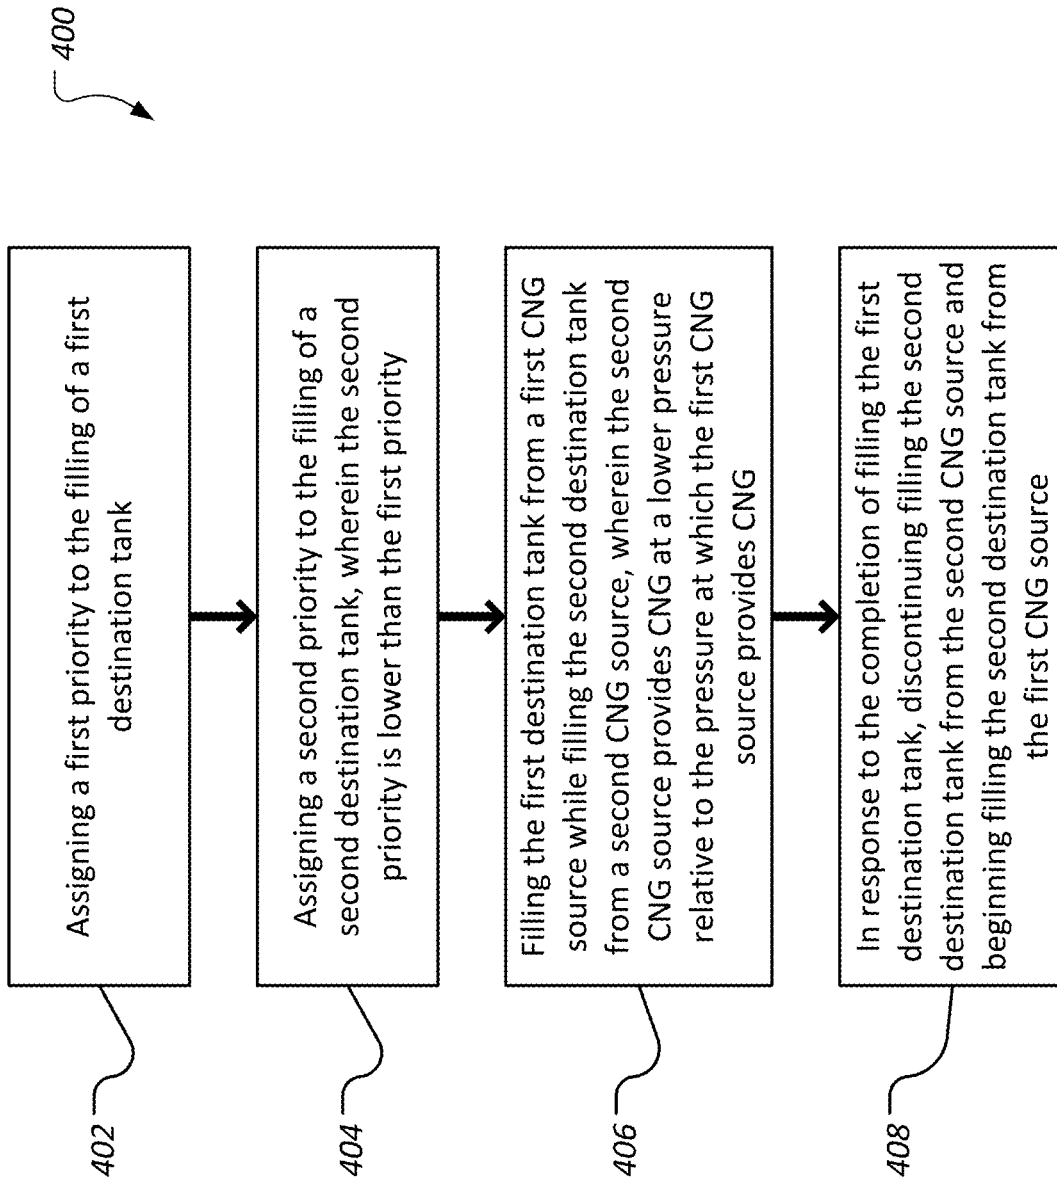 400
402
Assigning a first priority to the filling of a first
destination tank
404
Assigning a second priority to the filling of a
second destination tank, wherein the second
priority is lower than the first priority
406
Filling the first destination tank from a first CNG
source while filling the second destination tank
from a second CNG source, wherein the second
CNG source provides CNG at a lower pressure
relative to the pressure at which the first CNG
source provides CNG
408
In response to the completion of filling the first
destination tank, discontinuing filling the second
destination tank from the second CNG source and
beginning filling the second destination tank from
the first CNG source